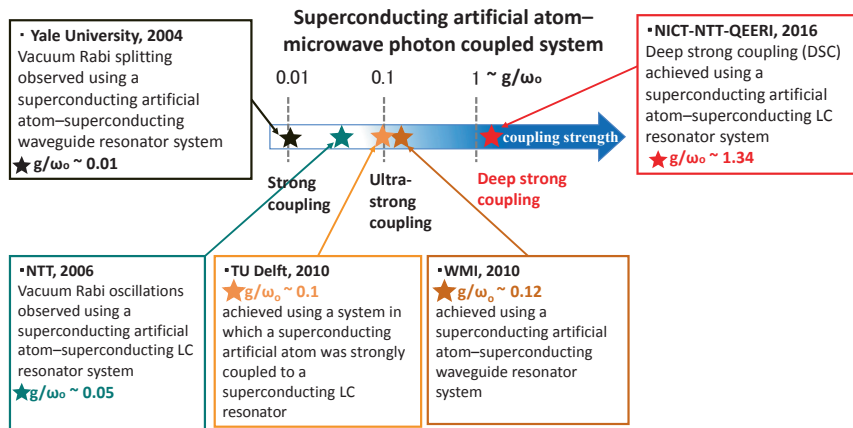 Superconducting artificial atom–
microwave photon coupled system
・Yale University, 2004
Vacuum Rabi splitting
observed using a
superconducting artificial
atom–superconducting
waveguide resonator system
g/ω₀ ~ 0.01
0.01
0.1
1 ~ g/ω₀
coupling strength
Strong
coupling
Ultra-
strong
coupling
Deep strong
coupling
・NICT-NTT-QEERI, 2016
Deep strong coupling (DSC)
achieved using a
superconducting artificial
atom–superconducting LC
resonator system
g/ω₀ ~ 1.34
・NTT, 2006
Vacuum Rabi oscillations
observed using a
superconducting artificial
atom–superconducting LC
resonator system
g/ω₀ ~ 0.05
・TU Delft, 2010
g/ω₀ ~ 0.1
achieved using a system in
which a superconducting
artificial atom was strongly
coupled to a
superconducting LC
resonator
・WMI, 2010
g/ω₀ ~ 0.12
achieved using a
superconducting artificial
atom–superconducting
waveguide resonator
system